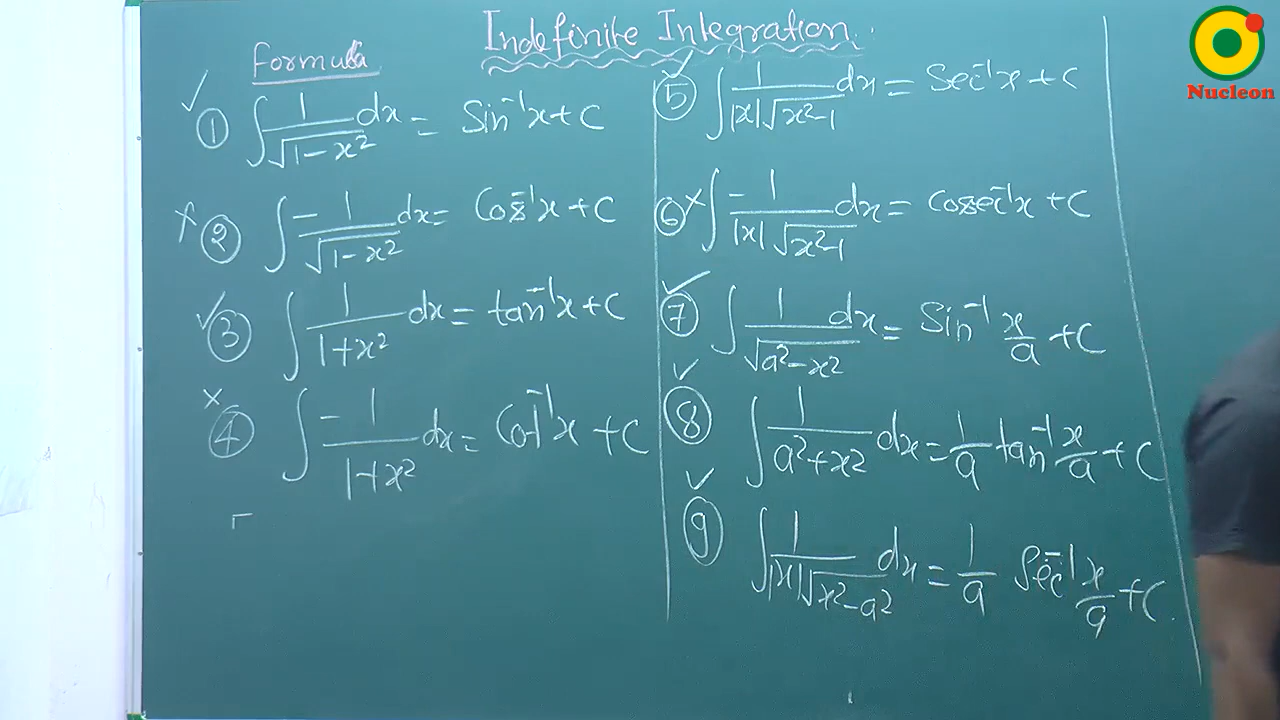 Indefinite Integration.
Formula
✓ ① ∫ 1/√(1-x²) dx = Sin⁻¹x + C
✗ ② ∫ -1/√(1-x²) dx = Cos⁻¹x + C
✓ ③ ∫ 1/(1+x²) dx = tan⁻¹x + C
✗ ④ ∫ -1/(1+x²) dx = Cot⁻¹x + C
✓ ⑤ ∫ 1/(|x|√(x²-1)) dx = Sec⁻¹x + C
⑥ ✗ ∫ -1/(|x|√(x²-1)) dx = Cosec⁻¹x + C
✓ ⑦ ∫ 1/√(a²-x²) dx = Sin⁻¹ x/a + C
✓ ⑧ ∫ 1/(a²+x²) dx = 1/a tan⁻¹ x/a + C
✓ ⑨ ∫ 1/(|x|√(x²-a²)) dx = 1/a Sec⁻¹ x/a + C.
Nucleon